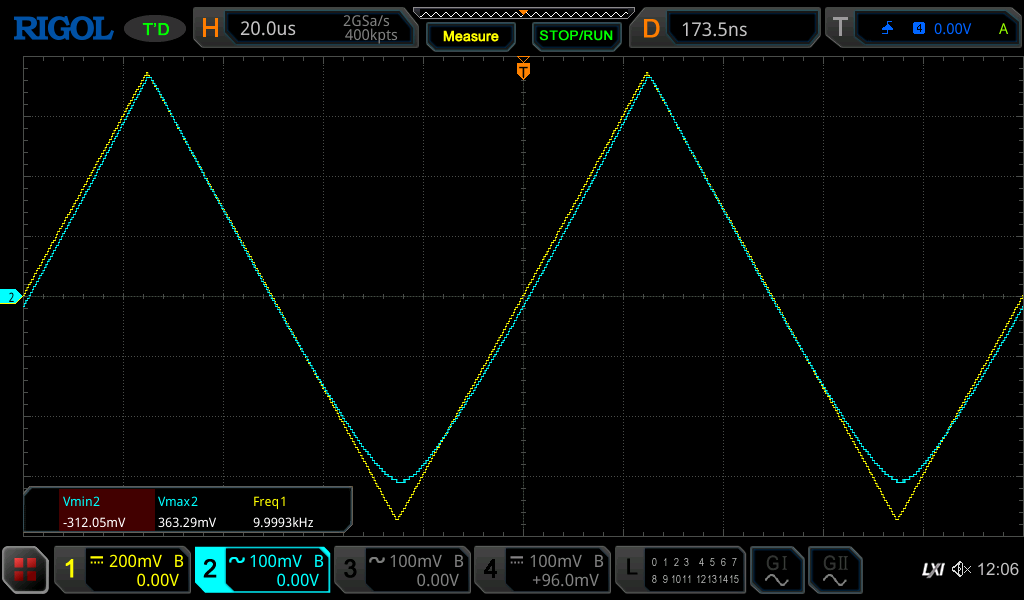 RIGOL T'D H 20.0us 2GSa/s 400kpts Measure STOP/RUN D 173.5ns T 4 0.00V A
T
2
Vmin2 Vmax2 Freq1
-312.05mV 363.29mV 9.9993kHz
1 200mV B 0.00V
2 100mV B 0.00V
3 100mV B 0.00V
4 100mV B +96.0mV
L 0 1 2 3 4 5 6 7
8 9 10 11 12 13 14 15
GI GII
LXI 12:06